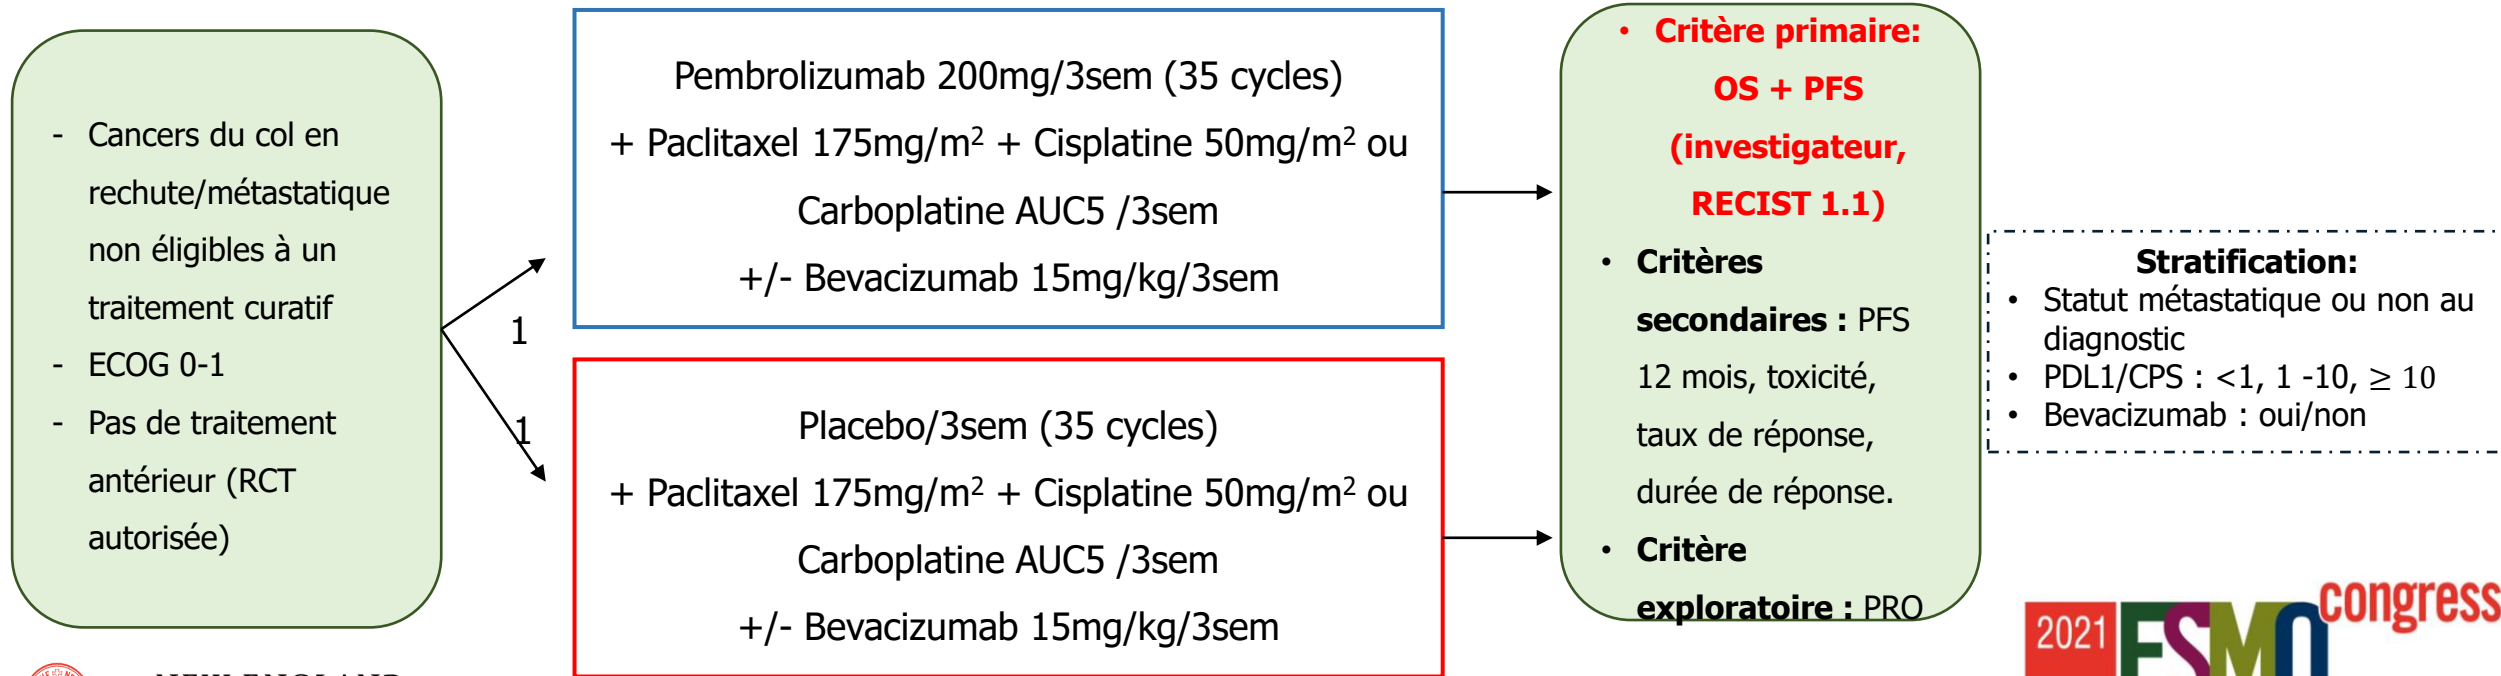 - Cancers du col en
rechute/métastatique
non éligibles à un
traitement curatif
- ECOG 0-1
- Pas de traitement
antérieur (RCT
autorisée)
1
1
Pembrolizumab 200mg/3sem (35 cycles)
+ Paclitaxel 175mg/m² + Cisplatine 50mg/m² ou
Carboplatine AUC5 /3sem
+/- Bevacizumab 15mg/kg/3sem
Placebo/3sem (35 cycles)
+ Paclitaxel 175mg/m² + Cisplatine 50mg/m² ou
Carboplatine AUC5 /3sem
+/- Bevacizumab 15mg/kg/3sem
• Critère primaire:
OS + PFS
(investigateur,
RECIST 1.1)
• Critères
secondaires : PFS
12 mois, toxicité,
taux de réponse,
durée de réponse.
• Critère
exploratoire : PRO
Stratification:
• Statut métastatique ou non au
diagnostic
• PDL1/CPS : <1, 1 -10, ≥ 10
• Bevacizumab : oui/non
NEW ENGLAND
2021 ESMO congress